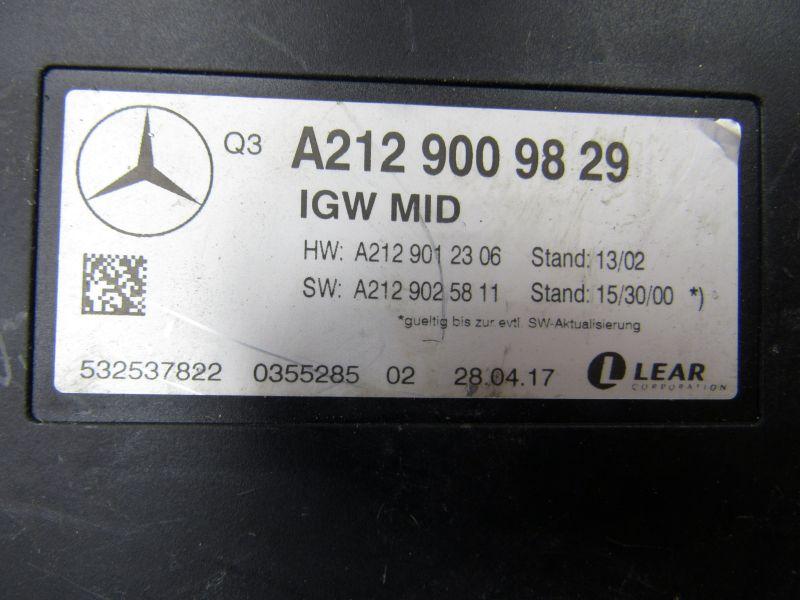 Q3 A212 900 98 29
IGW MID
HW: A212 901 23 06 Stand: 13/02
SW: A212 902 58 11 Stand: 15/30/00 *)
*gueltig bis zur evtl. SW-Aktualisierung
532537822 0355285 02 28.04.17 LEAR
CORPORATION